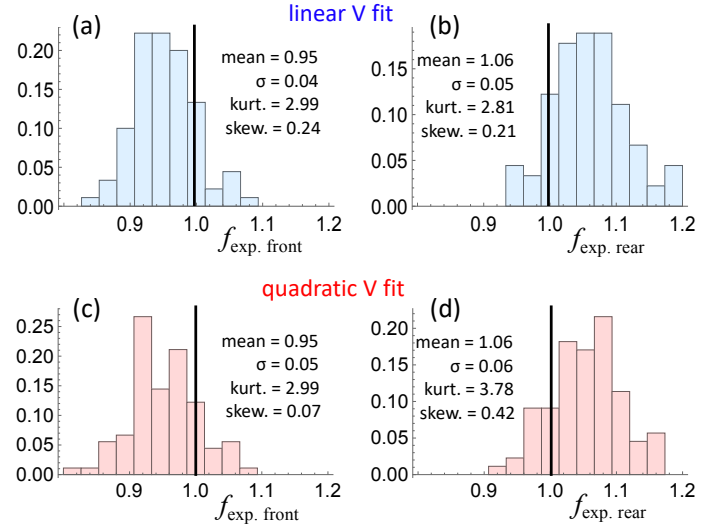 linear V fit
(a)
mean = 0.95
σ = 0.04
kurt. = 2.99
skew. = 0.24
0.20
0.15
0.10
0.05
0.00
0.9 1.0 1.1 1.2
f exp. front
(b)
mean = 1.06
σ = 0.05
kurt. = 2.81
skew. = 0.21
0.15
0.10
0.05
0.00
0.9 1.0 1.1 1.2
f exp. rear
quadratic V fit
(c)
mean = 0.95
σ = 0.05
kurt. = 2.99
skew. = 0.07
0.25
0.20
0.15
0.10
0.05
0.00
0.9 1.0 1.1 1.2
f exp. front
(d)
mean = 1.06
σ = 0.06
kurt. = 3.78
skew. = 0.42
0.20
0.15
0.10
0.05
0.00
0.9 1.0 1.1 1.2
f exp. rear